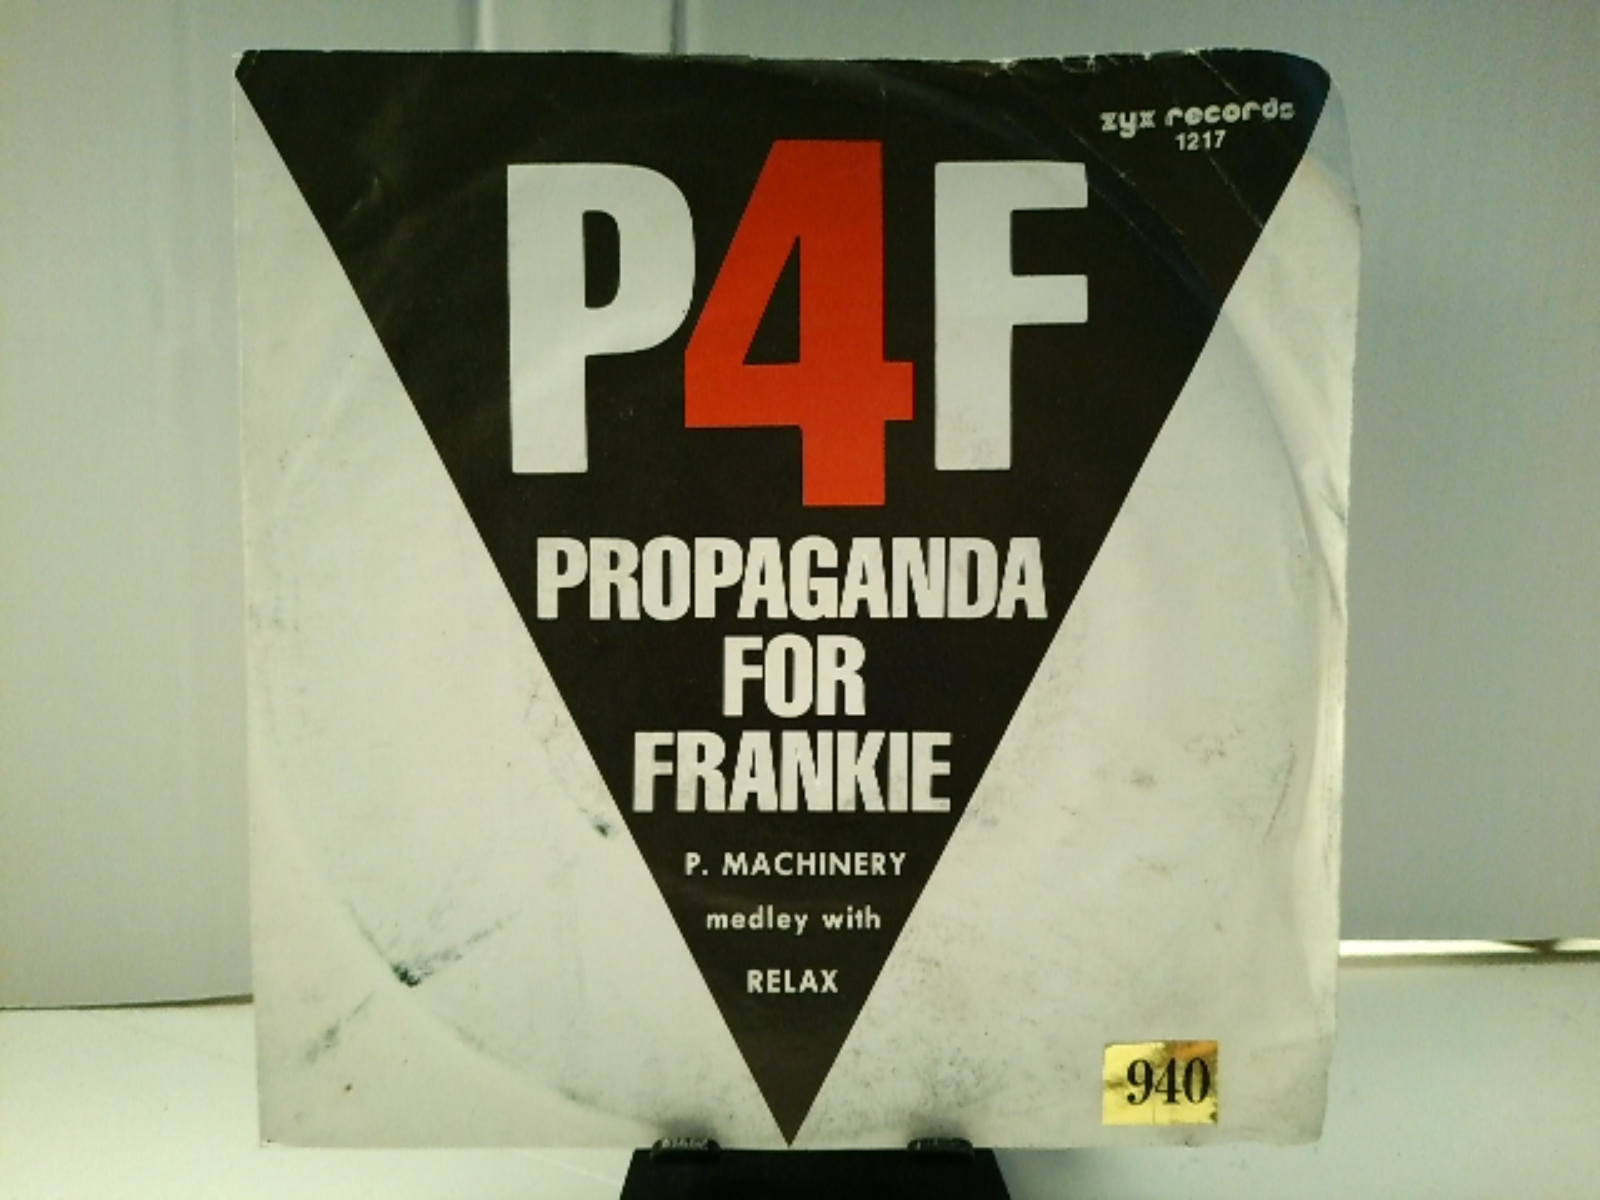 zyx records
1217
P4F
PROPAGANDA
FOR
FRANKIE
P. MACHINERY
medley with
RELAX
940